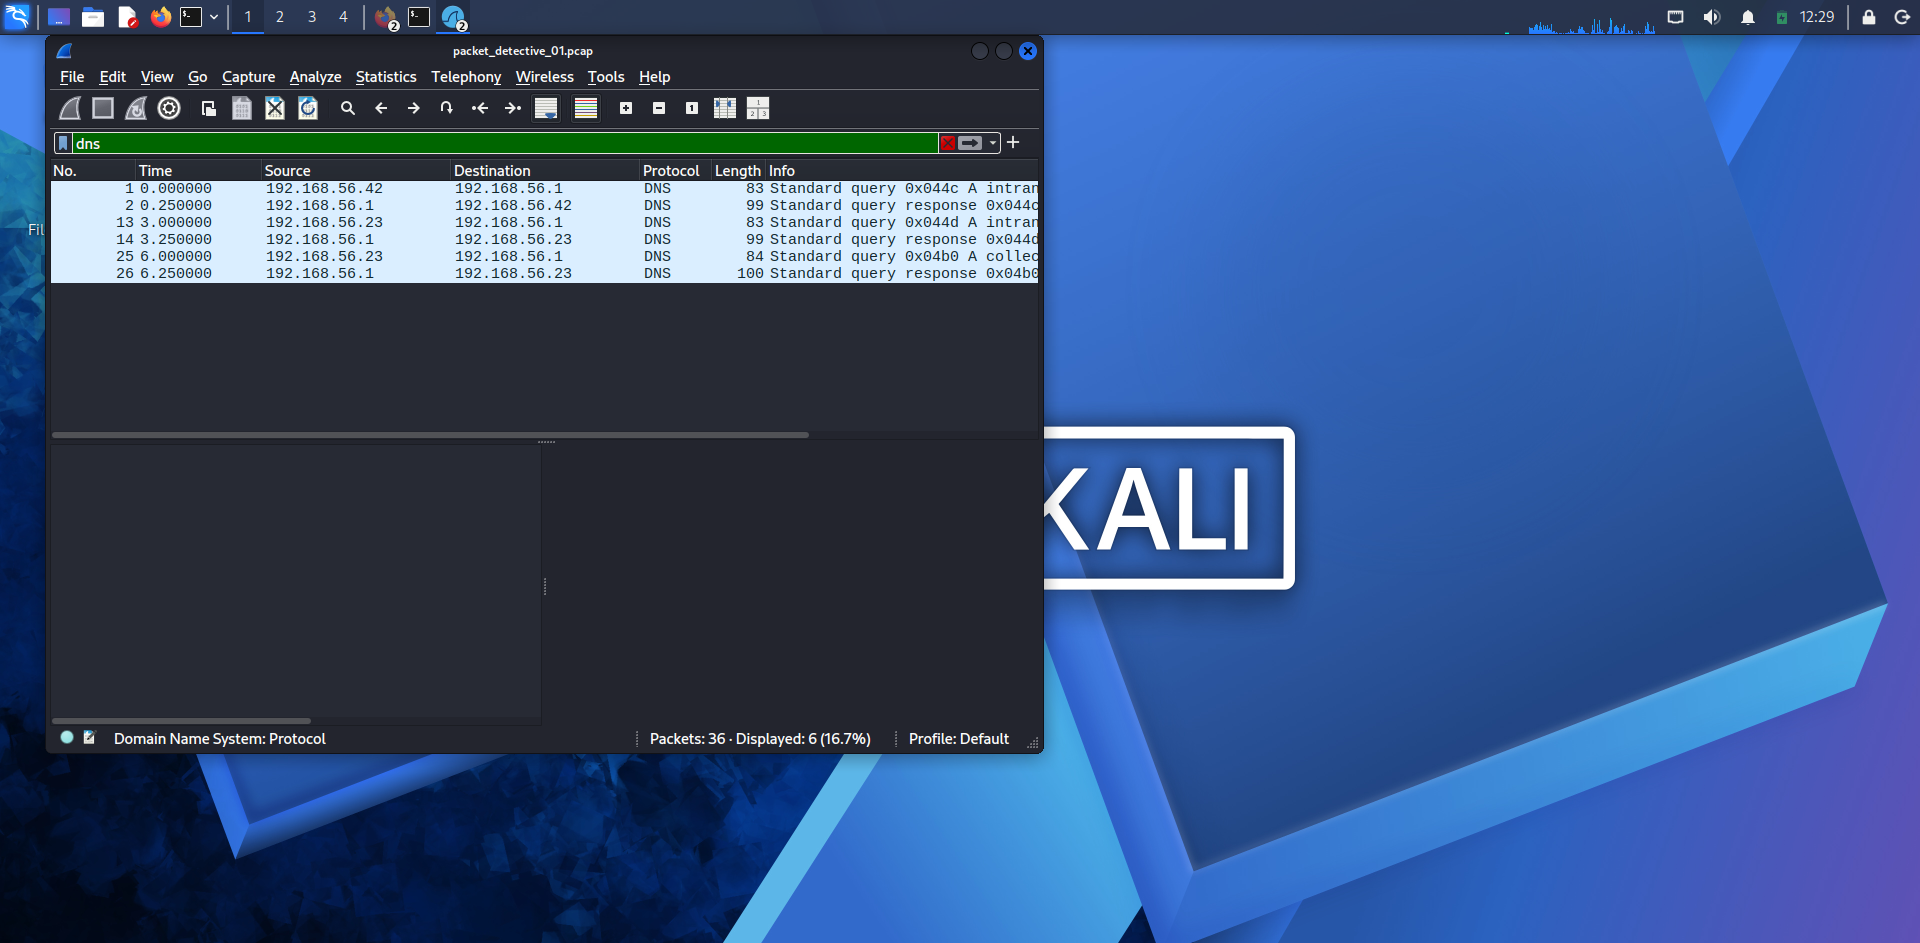 1 2 3 4 2 2 12:29
packet_detective_01.pcap
File Edit View Go Capture Analyze Statistics Telephony Wireless Tools Help
dns
No. Time Source Destination Protocol Length Info
1 0.000000 192.168.56.42 192.168.56.1 DNS 83 Standard query 0x044c A intran
2 0.250000 192.168.56.1 192.168.56.42 DNS 99 Standard query response 0x044c
13 3.000000 192.168.56.23 192.168.56.1 DNS 83 Standard query 0x044d A intran
14 3.250000 192.168.56.1 192.168.56.23 DNS 99 Standard query response 0x044d
25 6.000000 192.168.56.23 192.168.56.1 DNS 84 Standard query 0x04b0 A collec
26 6.250000 192.168.56.1 192.168.56.23 DNS 100 Standard query response 0x04b0
Fil
KALI
Domain Name System: Protocol Packets: 36 · Displayed: 6 (16.7%) Profile: Default